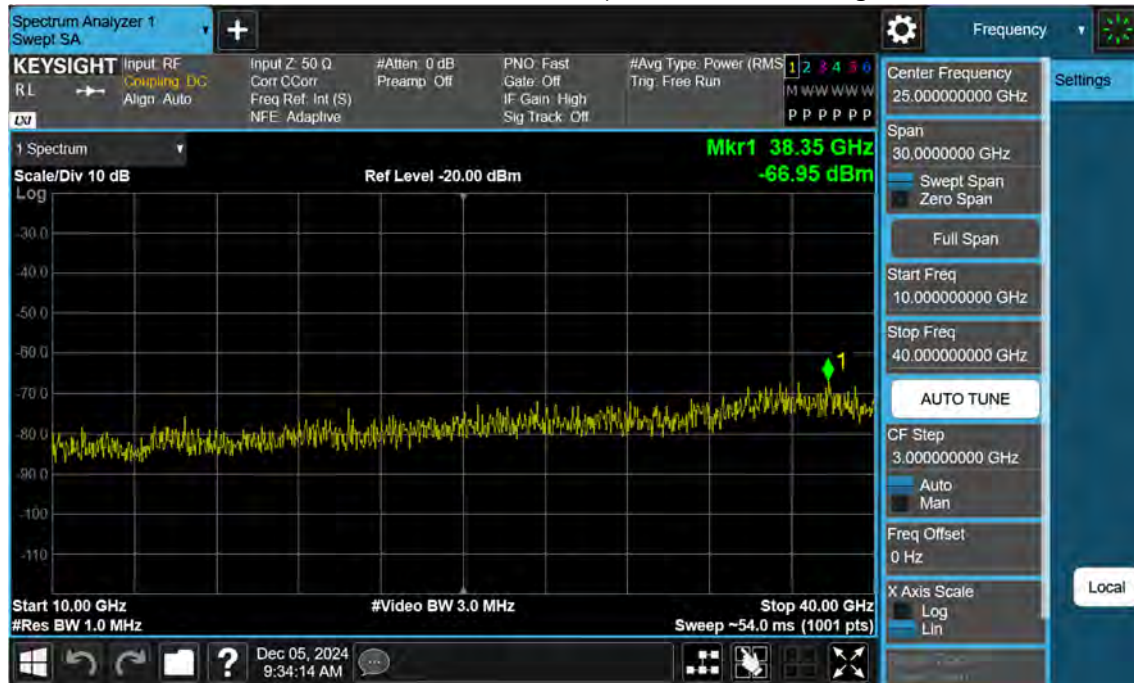 Spectrum Analyzer 1
Swept SA
+
Frequency
KEYSIGHT
RL
LXI
Input: RF
Coupling: DC
Align: Auto
Input Z: 50 Ω
Corr CCorr
Freq Ref: Int (S)
NFE: Adaptive
#Atten: 0 dB
Preamp: Off
PNO: Fast
Gate: Off
IF Gain: High
Sig Track: Off
#Avg Type: Power (RMS
Trig: Free Run
1 2 3 4 5 6
M W W W W W
P P P P P P
1 Spectrum
Scale/Div 10 dB
Ref Level -20.00 dBm
Mkr1 38.35 GHz
-66.95 dBm
Log
-30.0
-40.0
-50.0
-60.0
-70.0
-80.0
-90.0
-100
-110
1
Start 10.00 GHz
#Res BW 1.0 MHz
#Video BW 3.0 MHz
Stop 40.00 GHz
Sweep ~54.0 ms (1001 pts)
Center Frequency
25.000000000 GHz
Span
30.0000000 GHz
Swept Span
Zero Span
Full Span
Start Freq
10.000000000 GHz
Stop Freq
40.000000000 GHz
AUTO TUNE
CF Step
3.000000000 GHz
Auto
Man
Freq Offset
0 Hz
X Axis Scale
Log
Lin
Settings
Local
?
Dec 05, 2024
9:34:14 AM